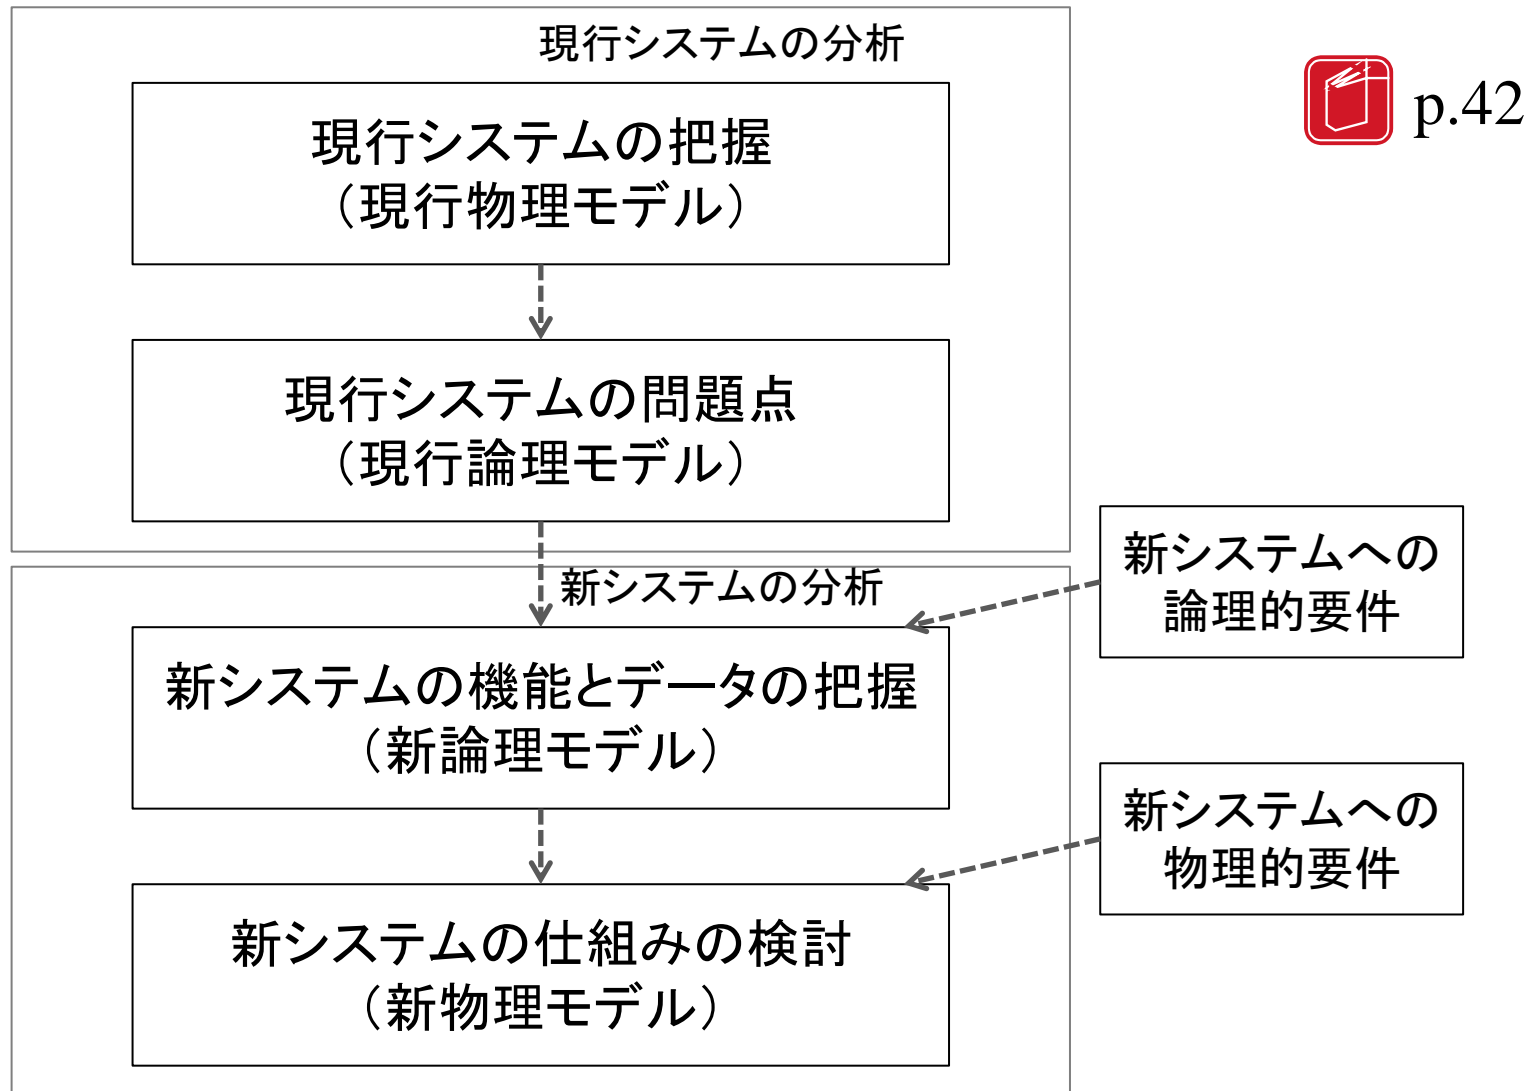 現行システムの分析
現行システムの把握
（現行物理モデル）
p.42
現行システムの問題点
（現行論理モデル）
新システムの分析
新システムへの
論理的要件
新システムの機能とデータの把握
（新論理モデル）
新システムへの
物理的要件
新システムの仕組みの検討
（新物理モデル）